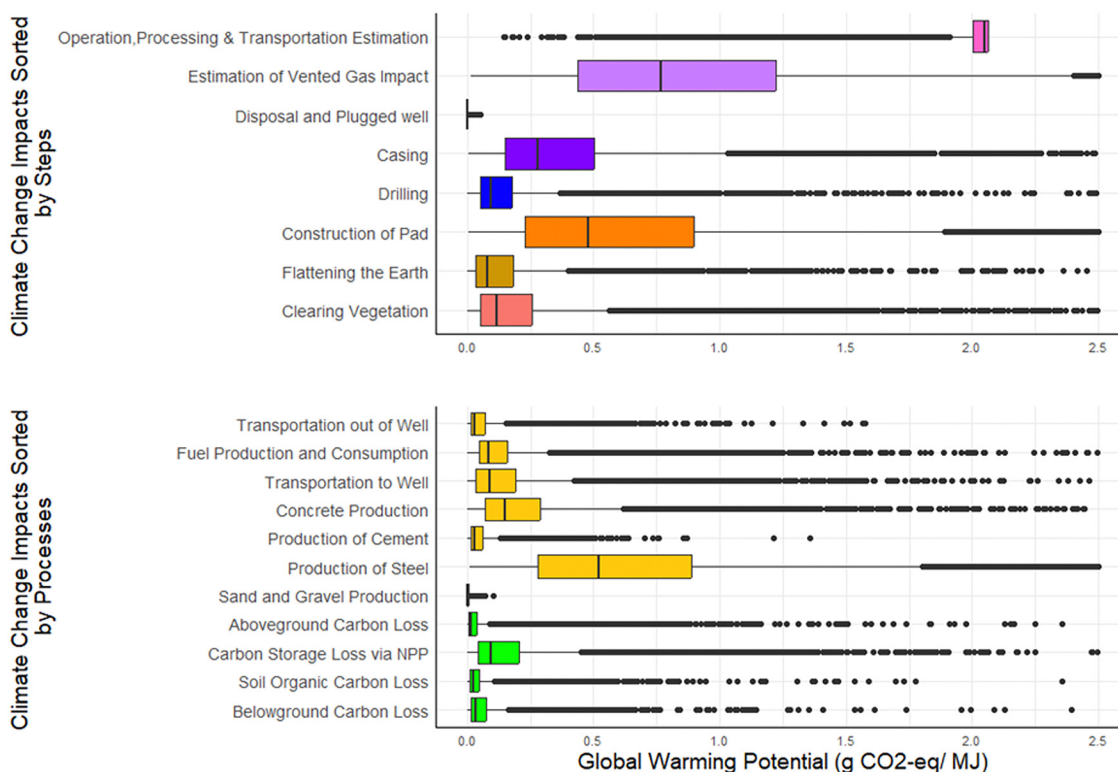 Climate Change Impacts Sorted
by Steps
Operation,Processing & Transportation Estimation
Estimation of Vented Gas Impact
Disposal and Plugged well
Casing
Drilling
Construction of Pad
Flattening the Earth
Clearing Vegetation
0.0 0.5 1.0 1.5 2.0 2.5
Climate Change Impacts Sorted
by Processes
Transportation out of Well
Fuel Production and Consumption
Transportation to Well
Concrete Production
Production of Cement
Production of Steel
Sand and Gravel Production
Aboveground Carbon Loss
Carbon Storage Loss via NPP
Soil Organic Carbon Loss
Belowground Carbon Loss
0.0 0.5 1.0 1.5 2.0 2.5
Global Warming Potential (g CO2-eq/ MJ)